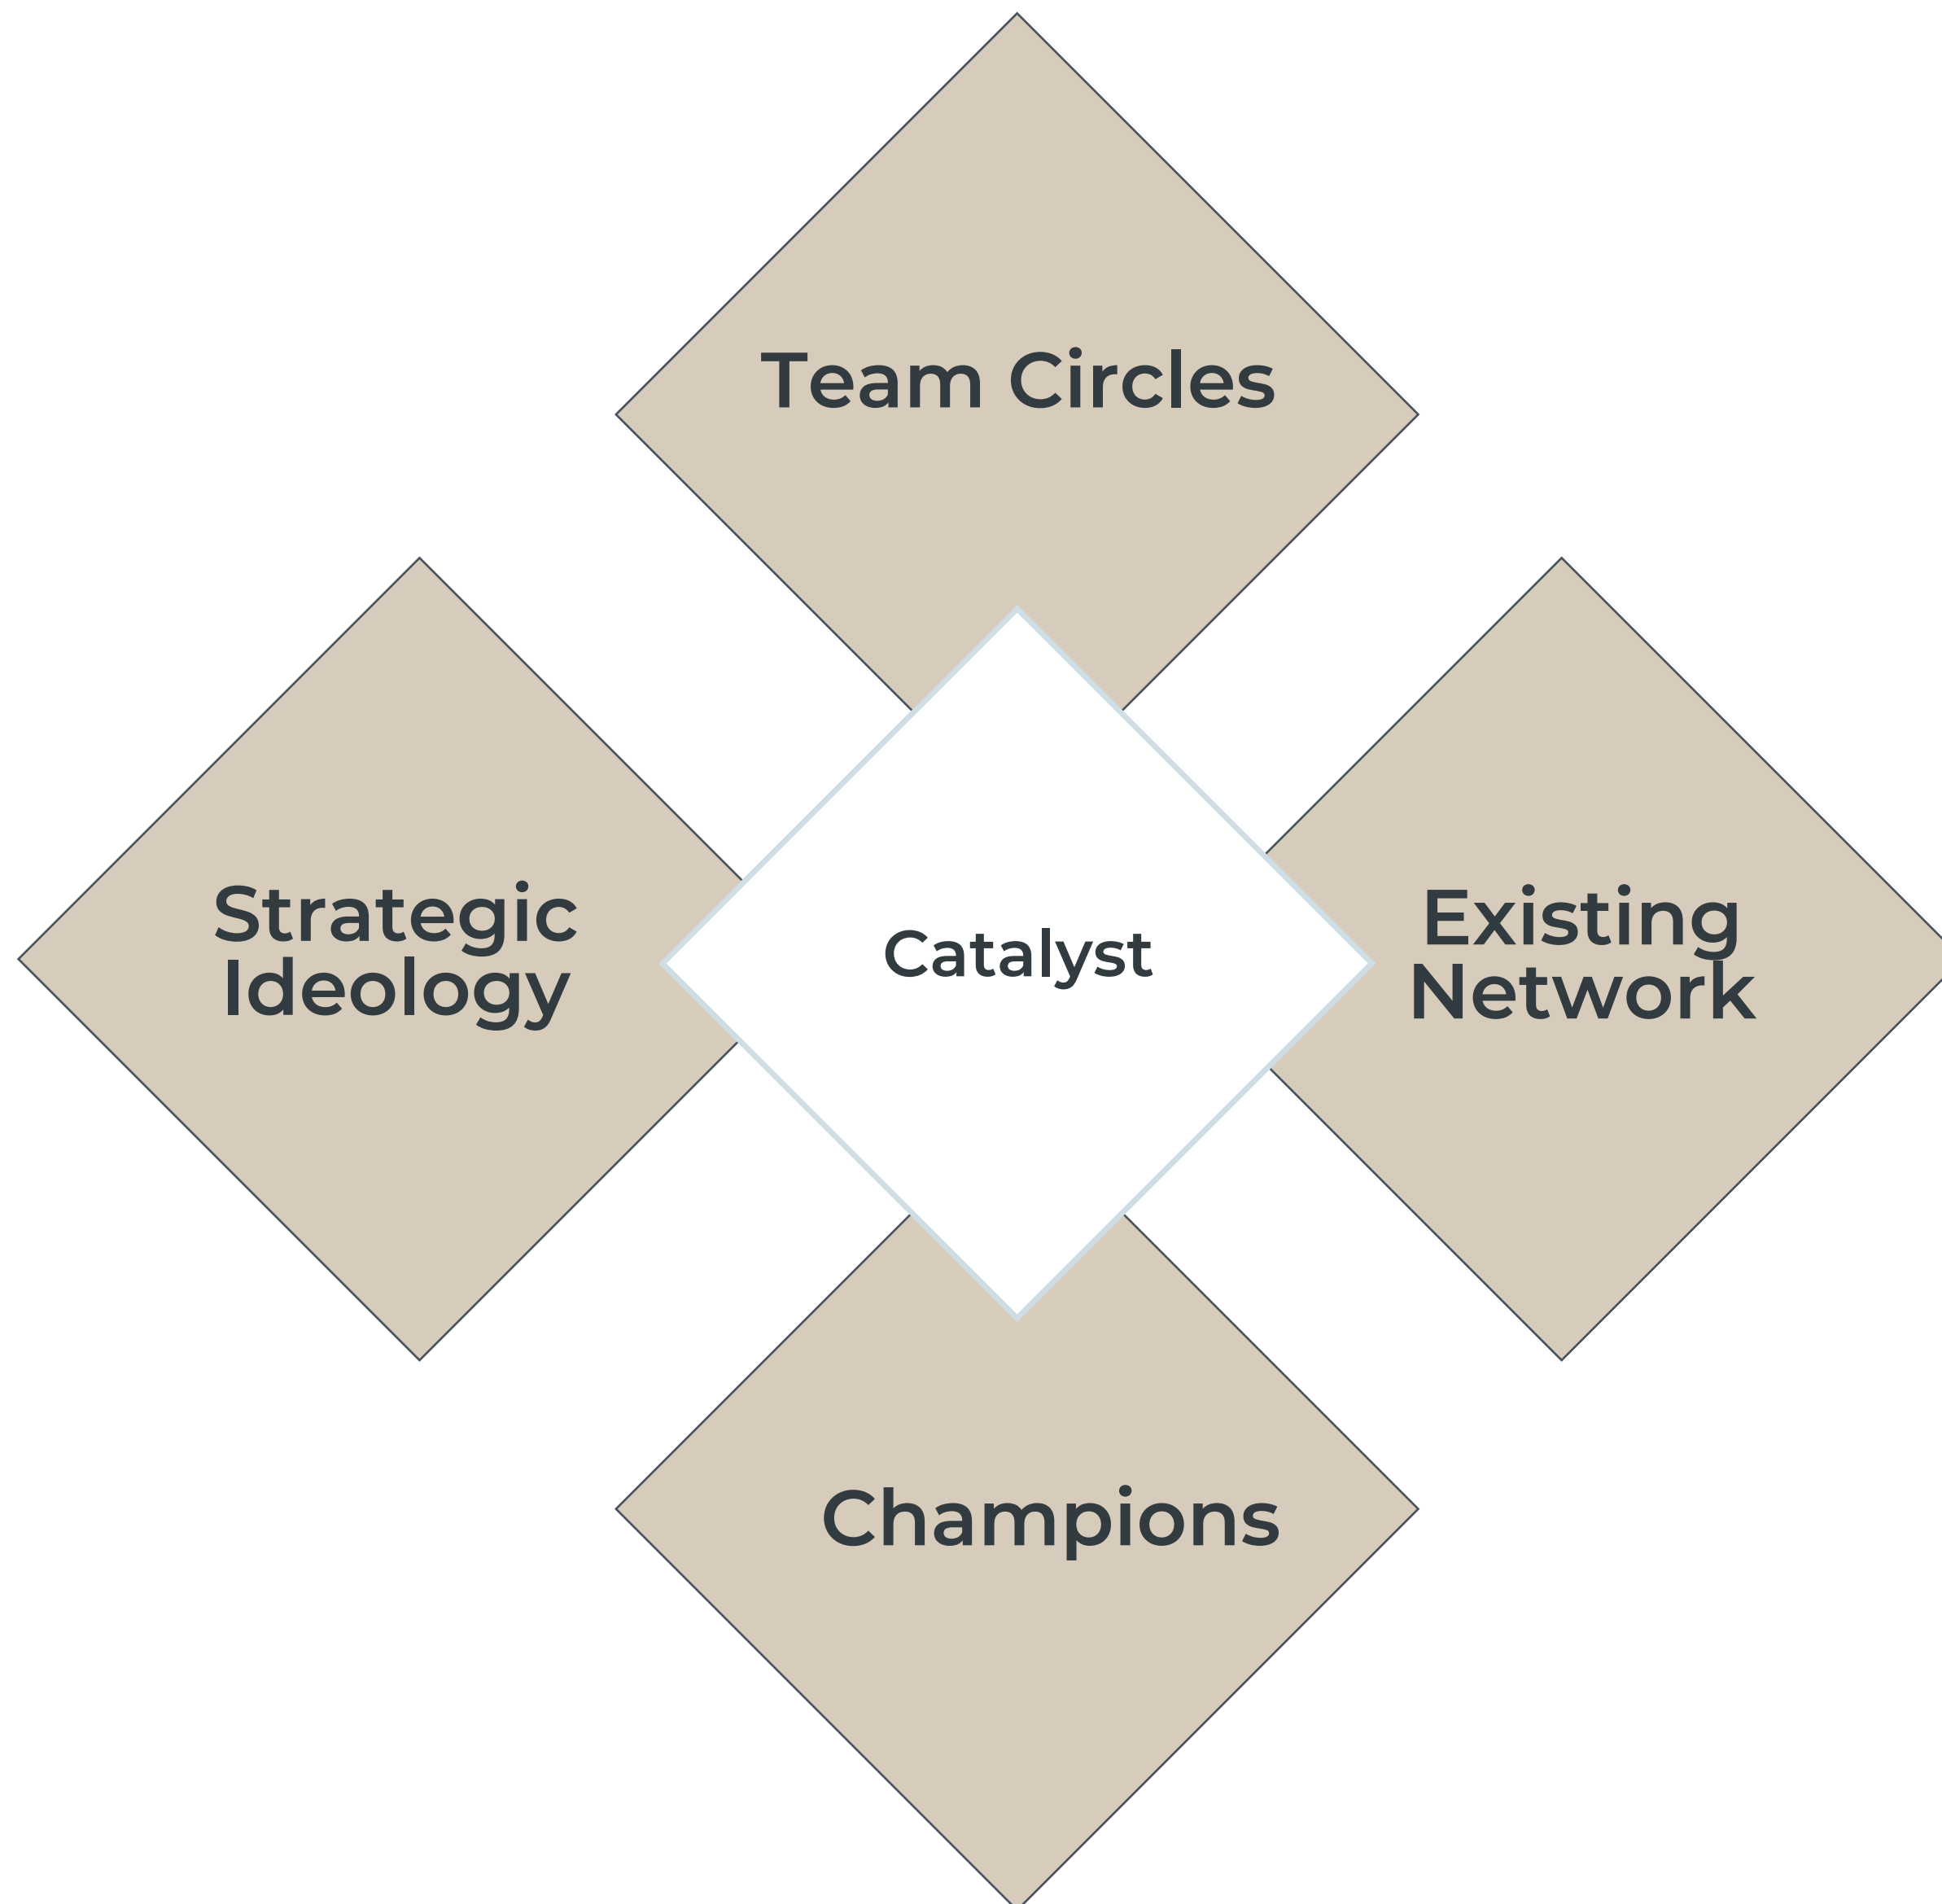 Team Circles
Strategic
Ideology
Catalyst
Existing
Network
Champions